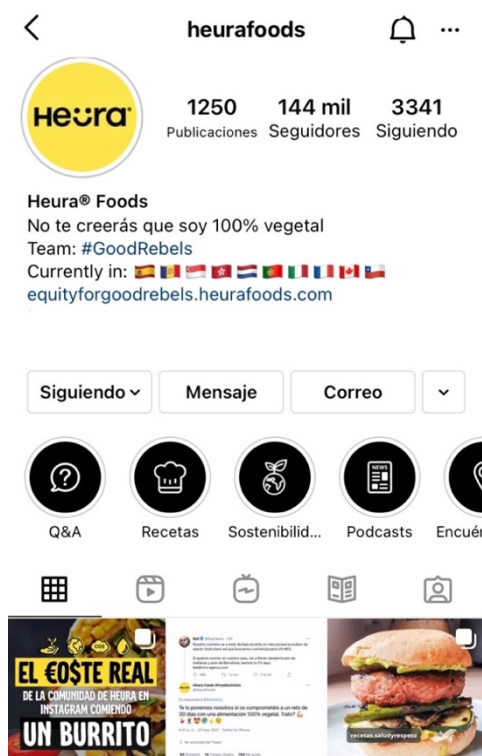 heurafoods
Heura
1250 144 mil 3341
Publicaciones Seguidores Siguiendo
Heura® Foods
No te creerás que soy 100% vegetal
Team: #GoodRebels
Currently in:
equityforgoodrebels.heurafoods.com
Siguiendo Mensaje Correo
NEWS
Q&A Recetas Sostenibilid... Podcasts Encuén
EL €O$TE REAL
DE LA COMUNIDAD DE HEURA EN
INSTAGRAM COMIENDO
UN BURRITO
Te lo ponemos nosotros si os comprometéis a un reto de
30 días con una alimentación 100% vegetal. Trato?
recetas.saludyrespeto